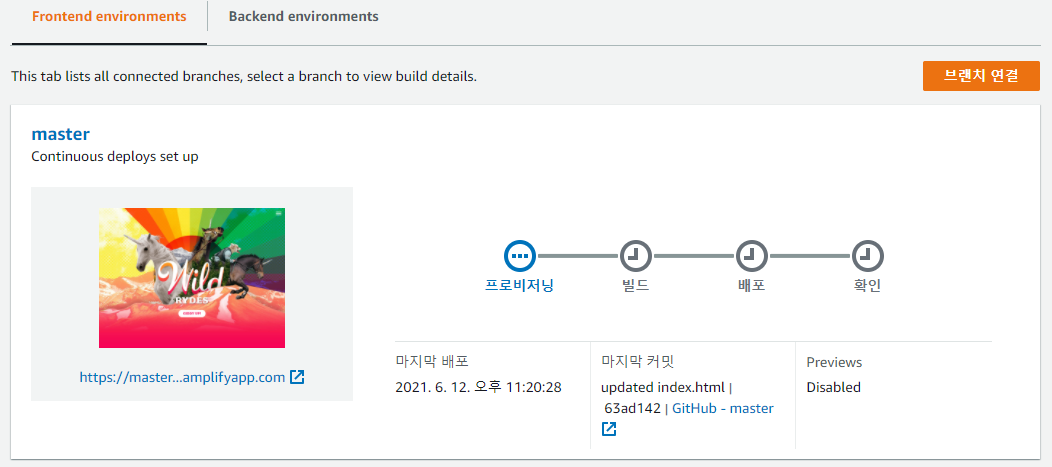 Frontend environments
Backend environments
This tab lists all connected branches, select a branch to view build details.
브랜치 연결
master
Continuous deploys set up
Wild
RYDES
https://master...amplifyapp.com
프로비저닝
빌드
배포
확인
마지막 배포
2021. 6. 12. 오후 11:20:28
마지막 커밋
updated index.html |
63ad142 | GitHub - master
Previews
Disabled